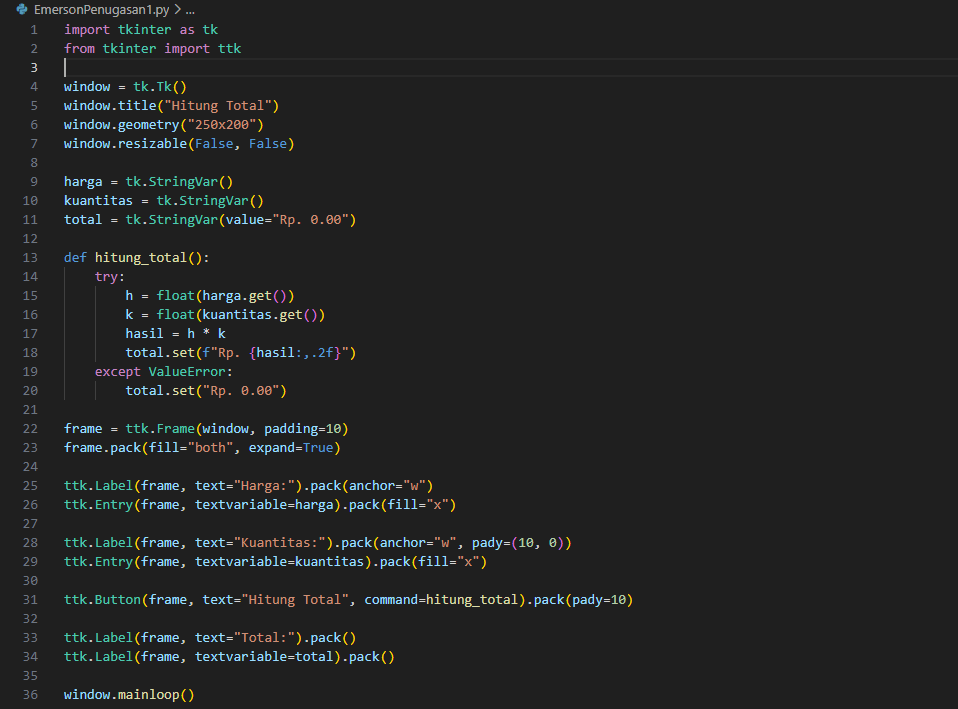 EmersonPenugasan1.py > ...
1 import tkinter as tk
2 from tkinter import ttk
3
4 window = tk.Tk()
5 window.title("Hitung Total")
6 window.geometry("250x200")
7 window.resizable(False, False)
8
9 harga = tk.StringVar()
10 kuantitas = tk.StringVar()
11 total = tk.StringVar(value="Rp. 0.00")
12
13 def hitung_total():
14     try:
15         h = float(harga.get())
16         k = float(kuantitas.get())
17         hasil = h * k
18         total.set(f"Rp. {hasil:,.2f}")
19     except ValueError:
20         total.set("Rp. 0.00")
21
22 frame = ttk.Frame(window, padding=10)
23 frame.pack(fill="both", expand=True)
24
25 ttk.Label(frame, text="Harga:").pack(anchor="w")
26 ttk.Entry(frame, textvariable=harga).pack(fill="x")
27
28 ttk.Label(frame, text="Kuantitas:").pack(anchor="w", pady=(10, 0))
29 ttk.Entry(frame, textvariable=kuantitas).pack(fill="x")
30
31 ttk.Button(frame, text="Hitung Total", command=hitung_total).pack(pady=10)
32
33 ttk.Label(frame, text="Total:").pack()
34 ttk.Label(frame, textvariable=total).pack()
35
36 window.mainloop()